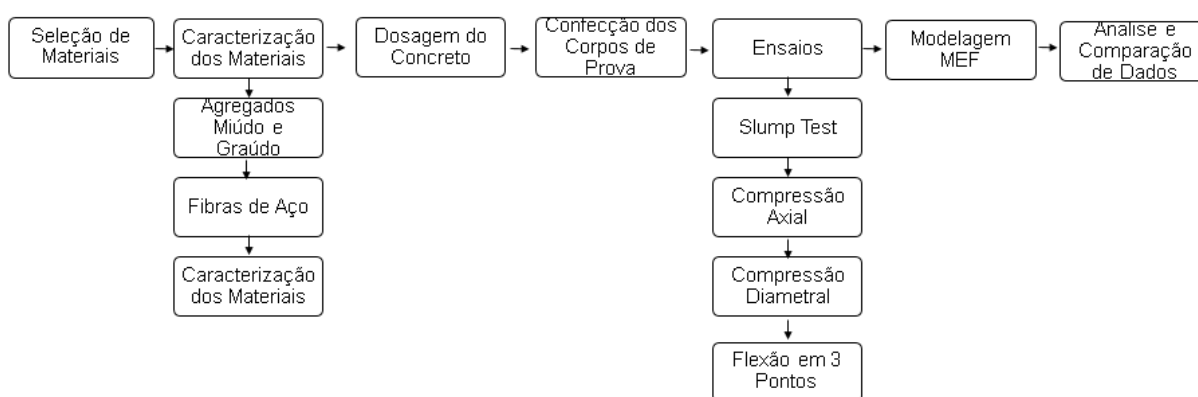 Seleção de
Materiais
Caracterização
dos Materiais
Dosagem do
Concreto
Confecção dos
Corpos de
Prova
Ensaios
Modelagem
MEF
Análise e
Comparação
de Dados
Agregados
Miúdo e
Graúdo
Fibras de Aço
Caracterização
dos Materiais
Slump Test
Compressão
Axial
Compressão
Diametral
Flexão em 3
Pontos